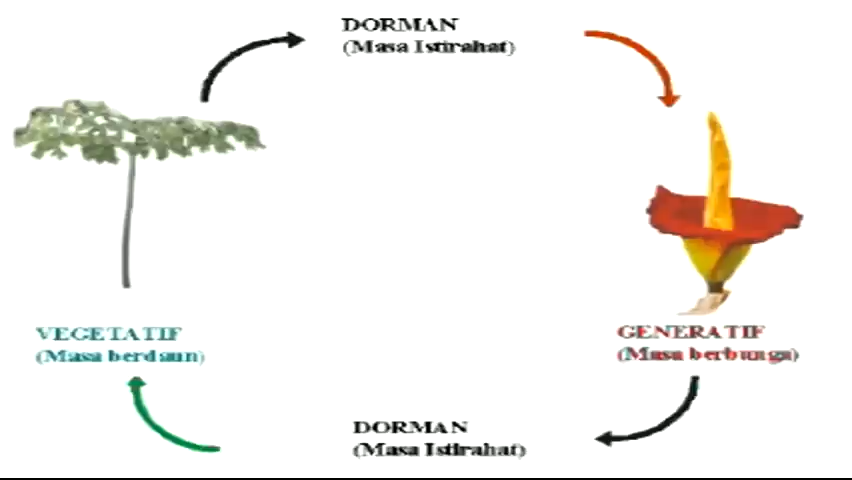 DORMAN
(Masa Istirahat)
VEGETATIF
(Masa berdaun)
GENERATIF
(Masa berbunga)
DORMAN
(Masa Istirahat)